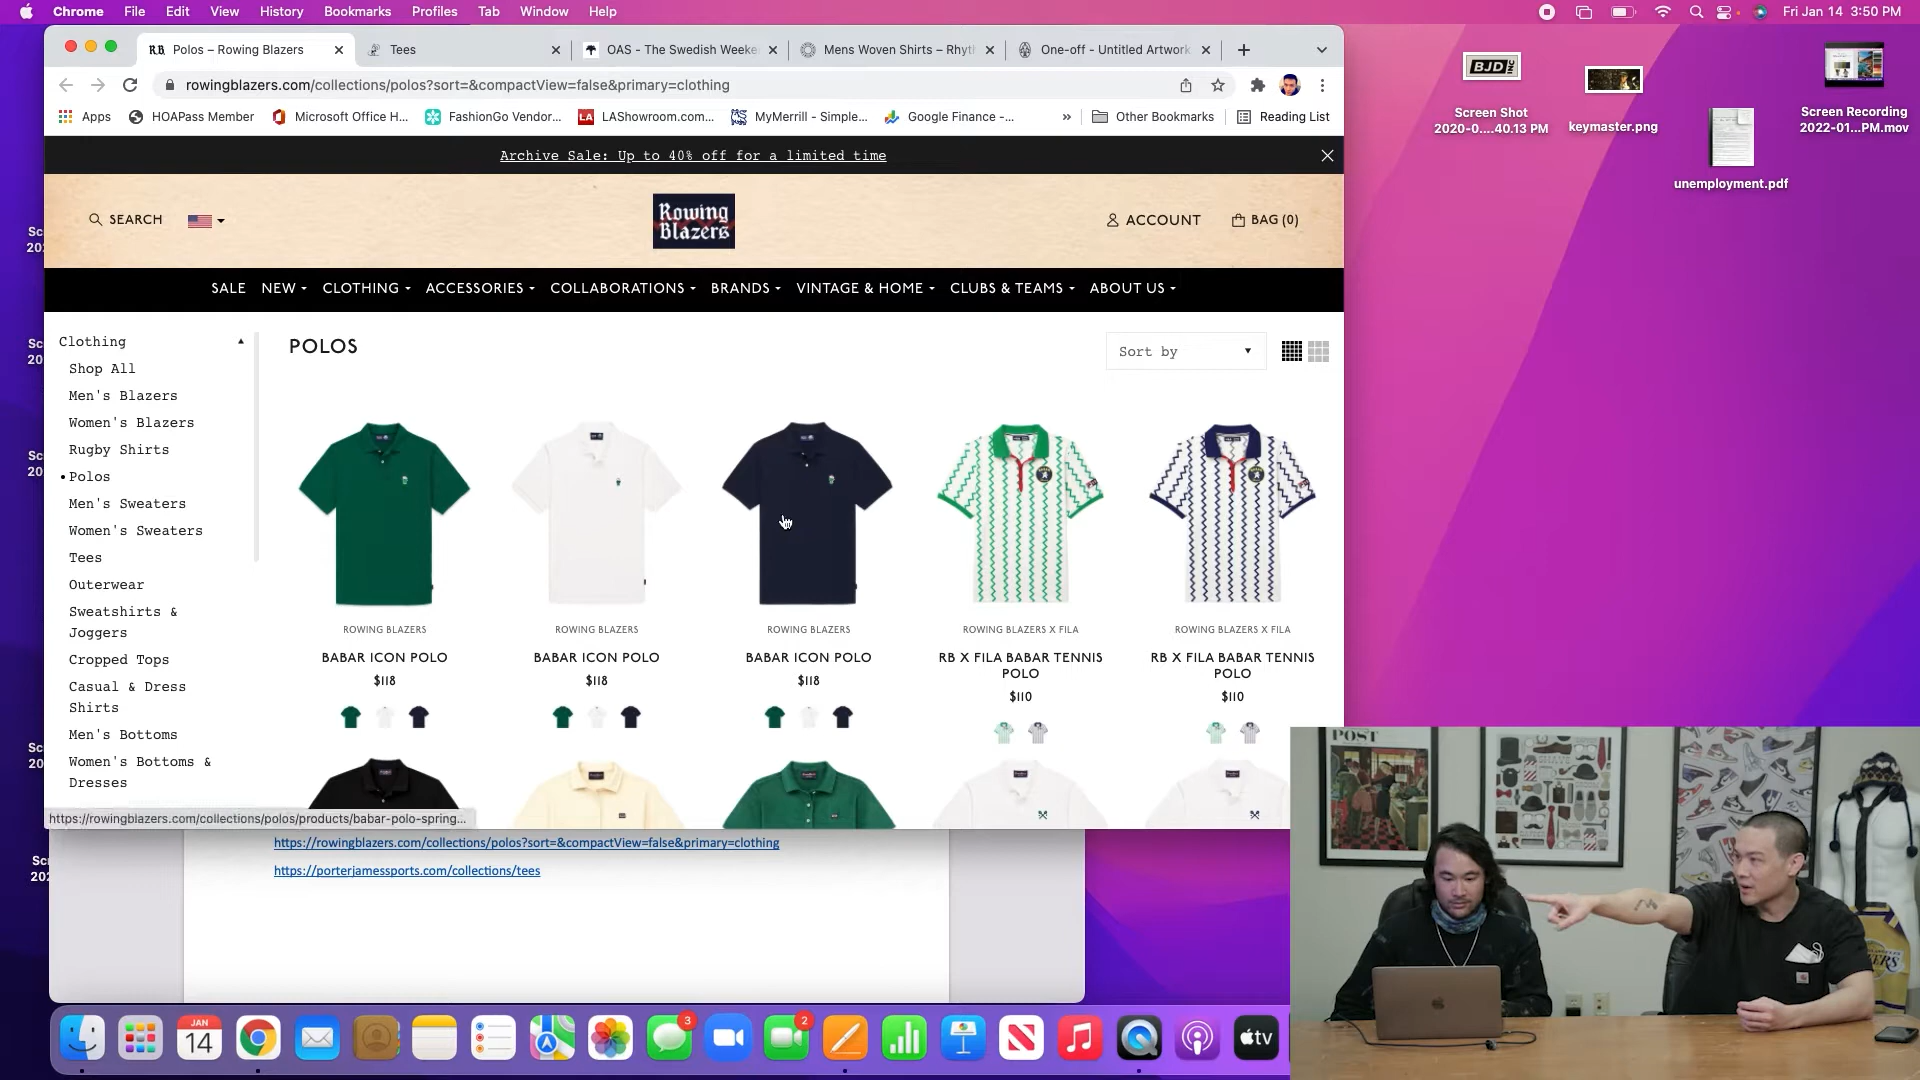 Chrome File Edit View History Bookmarks Profiles Tab Window Help
Fri Jan 14 3:50 PM
R.B. Polos – Rowing Blazers
Tees
OAS - The Swedish Weeke
Mens Woven Shirts – Rhyt
One-off - Untitled Artwork
rowingblazers.com/collections/polos?sort=&compactView=false&primary=clothing
Apps
HOAPass Member
Microsoft Office H...
FashionGo Vendor...
LA LAShowroom.com...
MyMerrill - Simple...
Google Finance -...
»
Other Bookmarks
Reading List
Archive Sale: Up to 40% off for a limited time
SEARCH
Rowing
Blazers
ACCOUNT
BAG (0)
SALE NEW CLOTHING ACCESSORIES COLLABORATIONS BRANDS VINTAGE & HOME CLUBS & TEAMS ABOUT US
Clothing
Shop All
Men's Blazers
Women's Blazers
Rugby Shirts
• Polos
Men's Sweaters
Women's Sweaters
Tees
Outerwear
Sweatshirts &
Joggers
Cropped Tops
Casual & Dress
Shirts
Men's Bottoms
Women's Bottoms &
Dresses
POLOS
Sort by
ROWING BLAZERS
BABAR ICON POLO
$118
ROWING BLAZERS
BABAR ICON POLO
$118
ROWING BLAZERS
BABAR ICON POLO
$118
ROWING BLAZERS X FILA
RB X FILA BABAR TENNIS
POLO
$110
ROWING BLAZERS X FILA
RB X FILA BABAR TENNIS
POLO
$110
https://rowingblazers.com/collections/polos/products/babar-polo-spring...
https://rowingblazers.com/collections/polos?sort=&compactView=false&primary=clothing
https://porterjamessports.com/collections/tees
BJD INC
Screen Shot
2020-0....40.13 PM
keymaster.png
unemployment.pdf
Screen Recording
2022-01...PM.mov
POST
JAN
14
3
2
tv